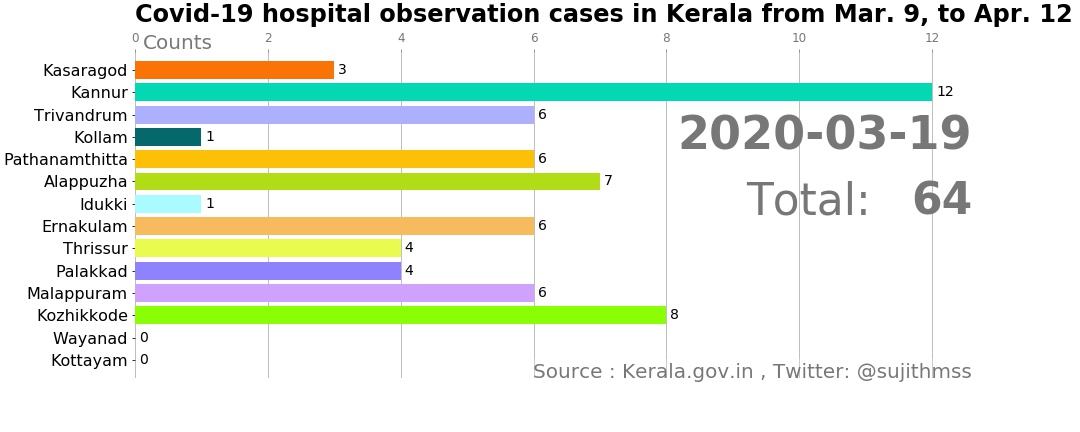 Covid-19 hospital observation cases in Kerala from Mar. 9, to Apr. 12
0 2 4 6 8 10 12
Counts
Kasaragod 3
Kannur 12
Trivandrum 6
2020-03-19
Kollam 1
Pathanamthitta 6
Alappuzha 7
Total: 64
Idukki 1
Ernakulam 6
Thrissur 4
Palakkad 4
Malappuram 6
Kozhikkode 8
Wayanad 0
Kottayam 0
Source : Kerala.gov.in , Twitter: @sujithmss